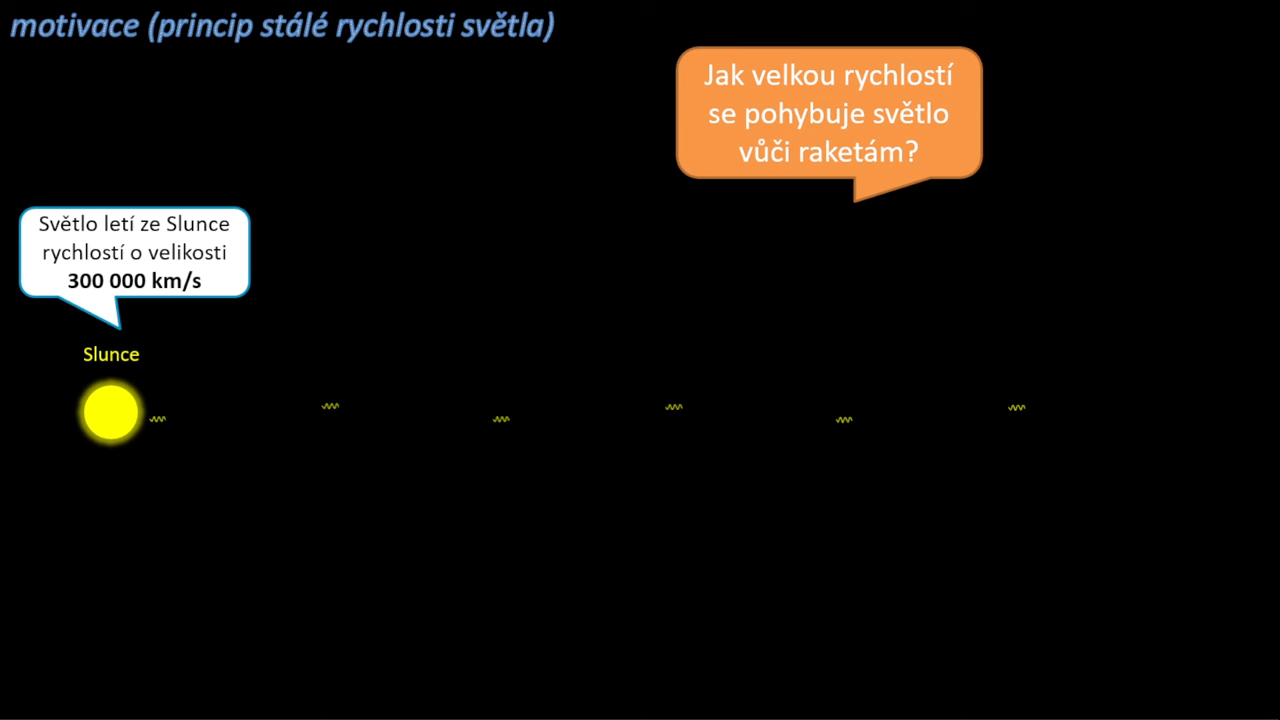 motivace (princip stálé rychlosti světla)
Jak velkou rychlostí
se pohybuje světlo
vůči raketám?
Světlo letí ze Slunce
rychlostí o velikosti
300 000 km/s
Slunce